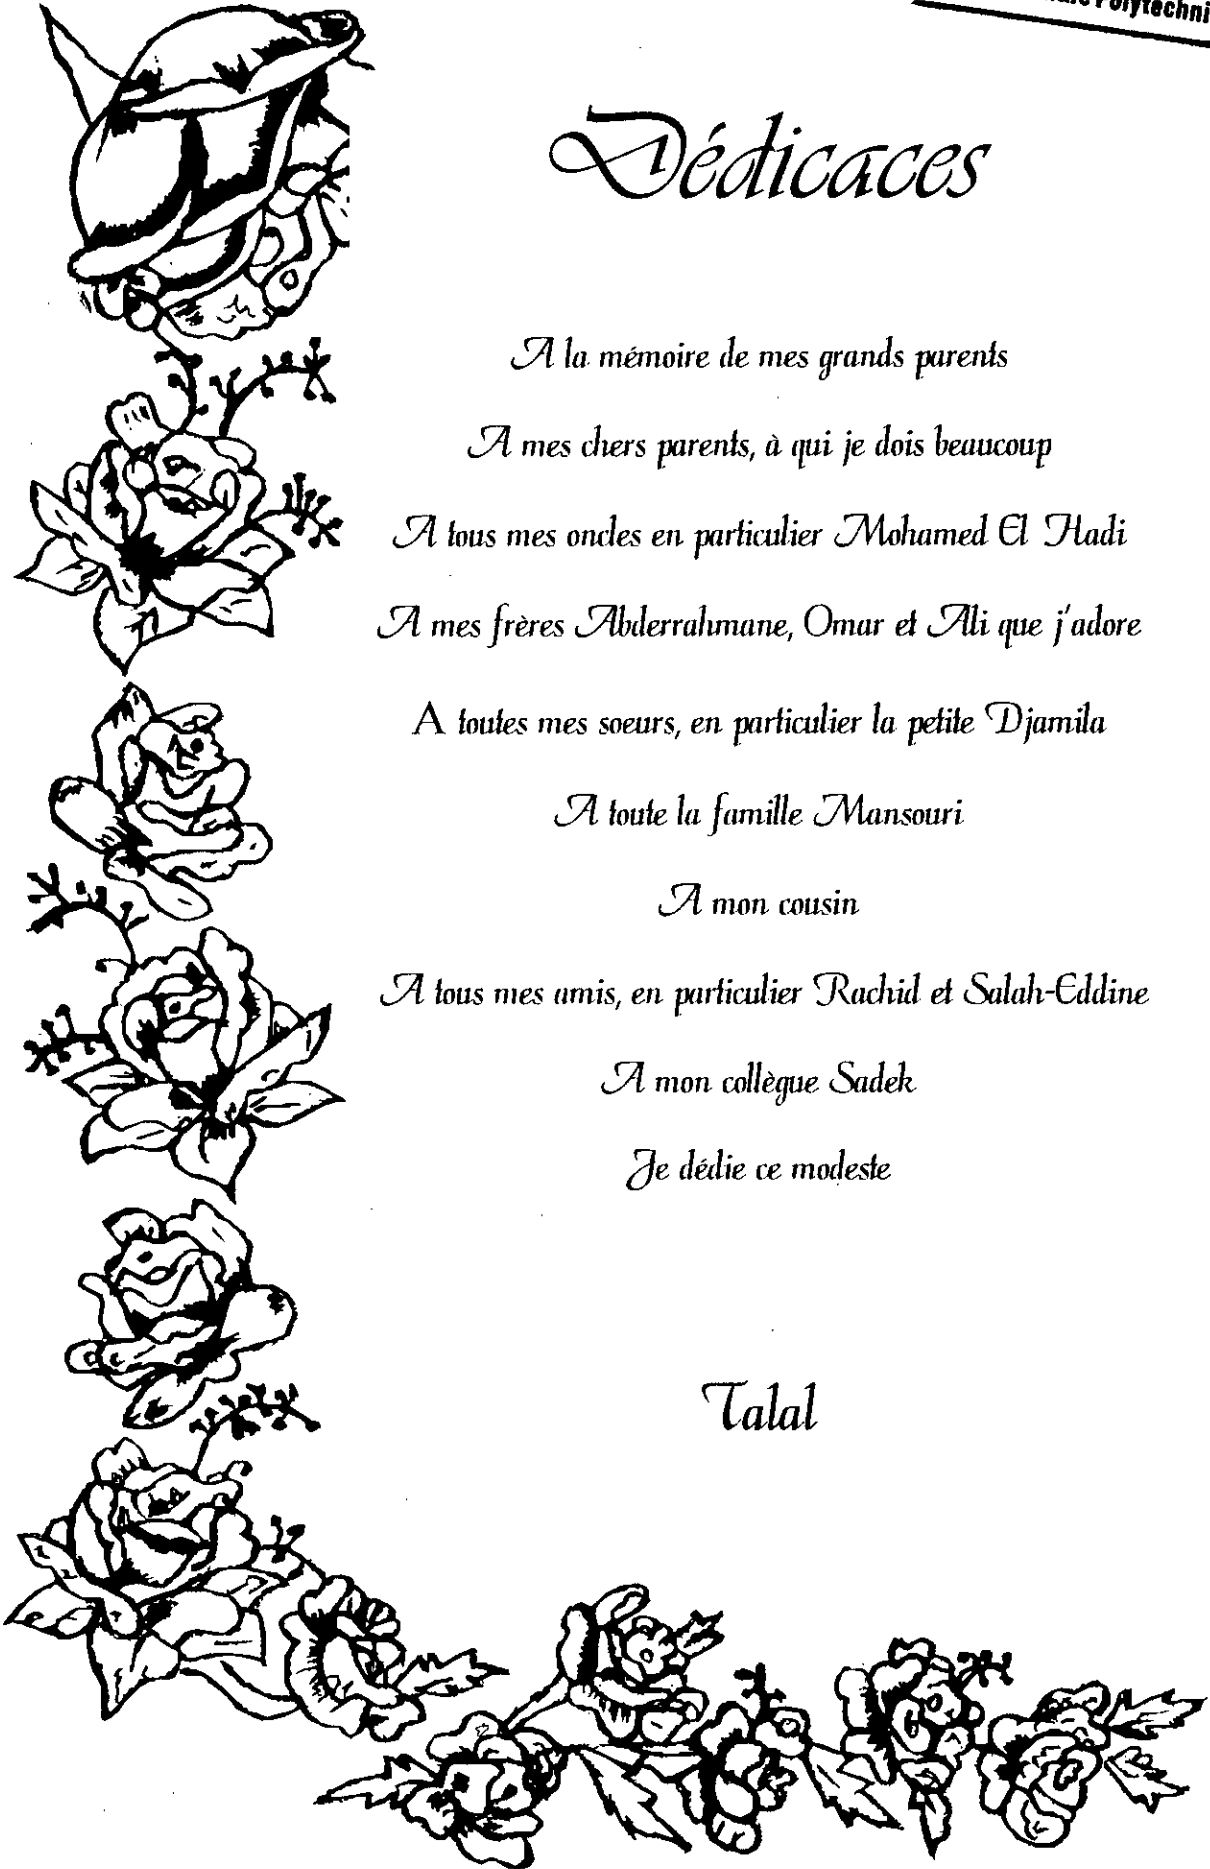 Polytechni
Dédicaces
A la mémoire de mes grands parents
A mes chers parents, à qui je dois beaucoup
A tous mes oncles en particulier Mohamed El Hadi
A mes frères Abderrahmane, Omar et Ali que j'adore
A toutes mes soeurs, en particulier la petite Djamila
A toute la famille Mansouri
A mon cousin
A tous mes amis, en particulier Rachid et Salah-Eddine
A mon collègue Sadek
Je dédie ce modeste
Talal